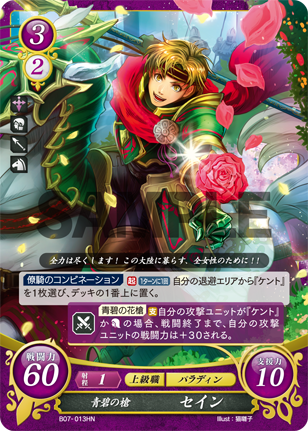 3
2
SAMPLE
全力は尽くします!この大陸に暮らす、全女性のために!!
僚騎のコンビネーション 起 1ターンに1回 自分の退避エリアから『ケント』
を1枚選び、デッキの1番上に置く。
青碧の花槍 支 自分の攻撃ユニットが『ケント』
かの場合、戦闘終了まで、自分の攻撃
ユニットの戦闘力は+30される。
戦闘力 60
射程 1 上級職 パラディン
支援力 10
青碧の槍 セイン
B07-013HN Illust:猫囃子